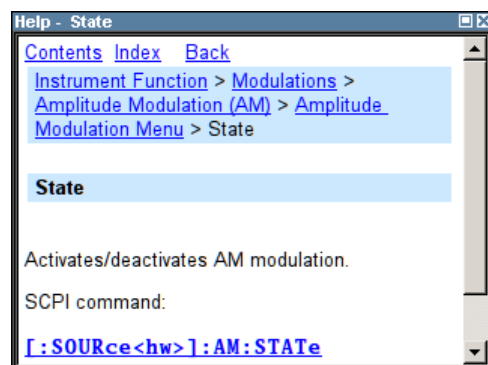 Help - State
Contents Index Back
Instrument Function > Modulations >
Amplitude Modulation (AM) > Amplitude
Modulation Menu > State
State
Activates/deactivates AM modulation.
SCPI command:
[:SOURce<hw>]:AM:STATe